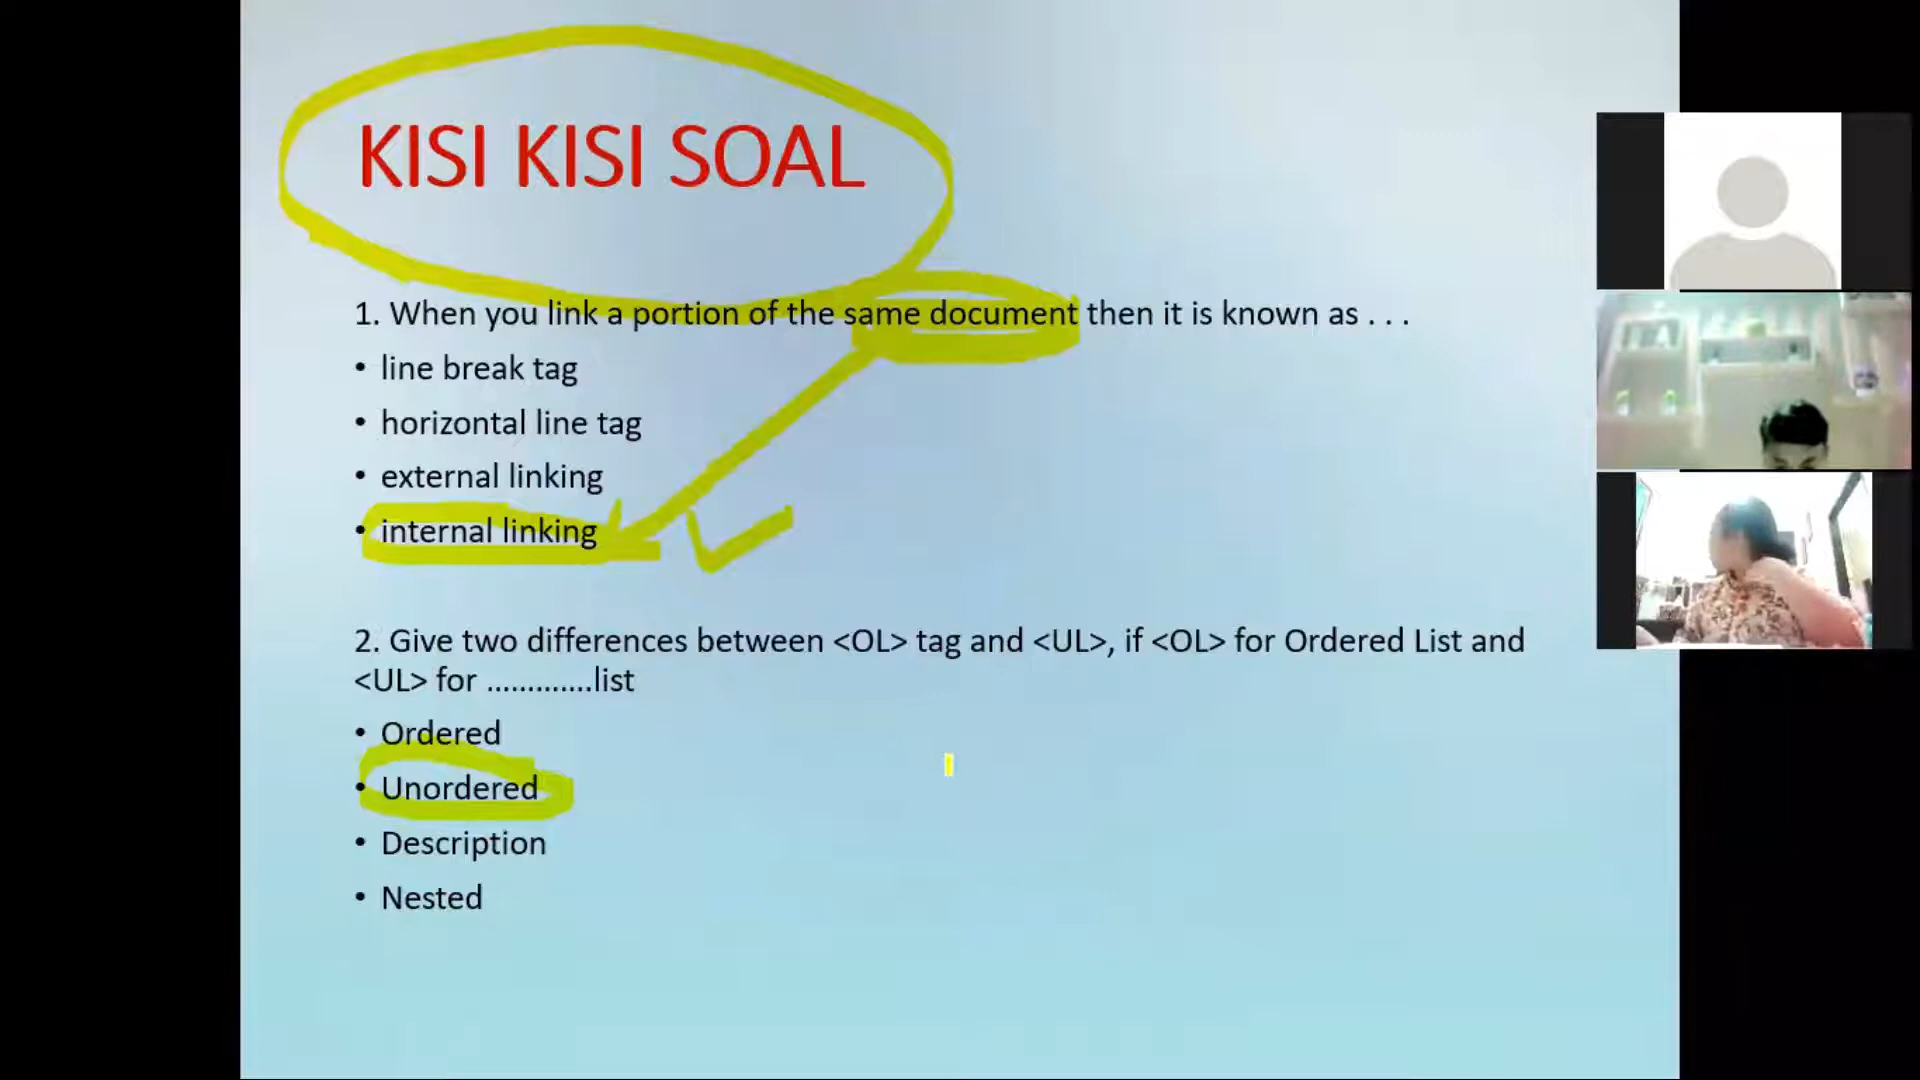 KISI KISI SOAL
1. When you link a portion of the same document then it is known as . . .
• line break tag
• horizontal line tag
• external linking
• internal linking
2. Give two differences between <OL> tag and <UL>, if <OL> for Ordered List and
<UL> for .............list
• Ordered
• Unordered
• Description
• Nested